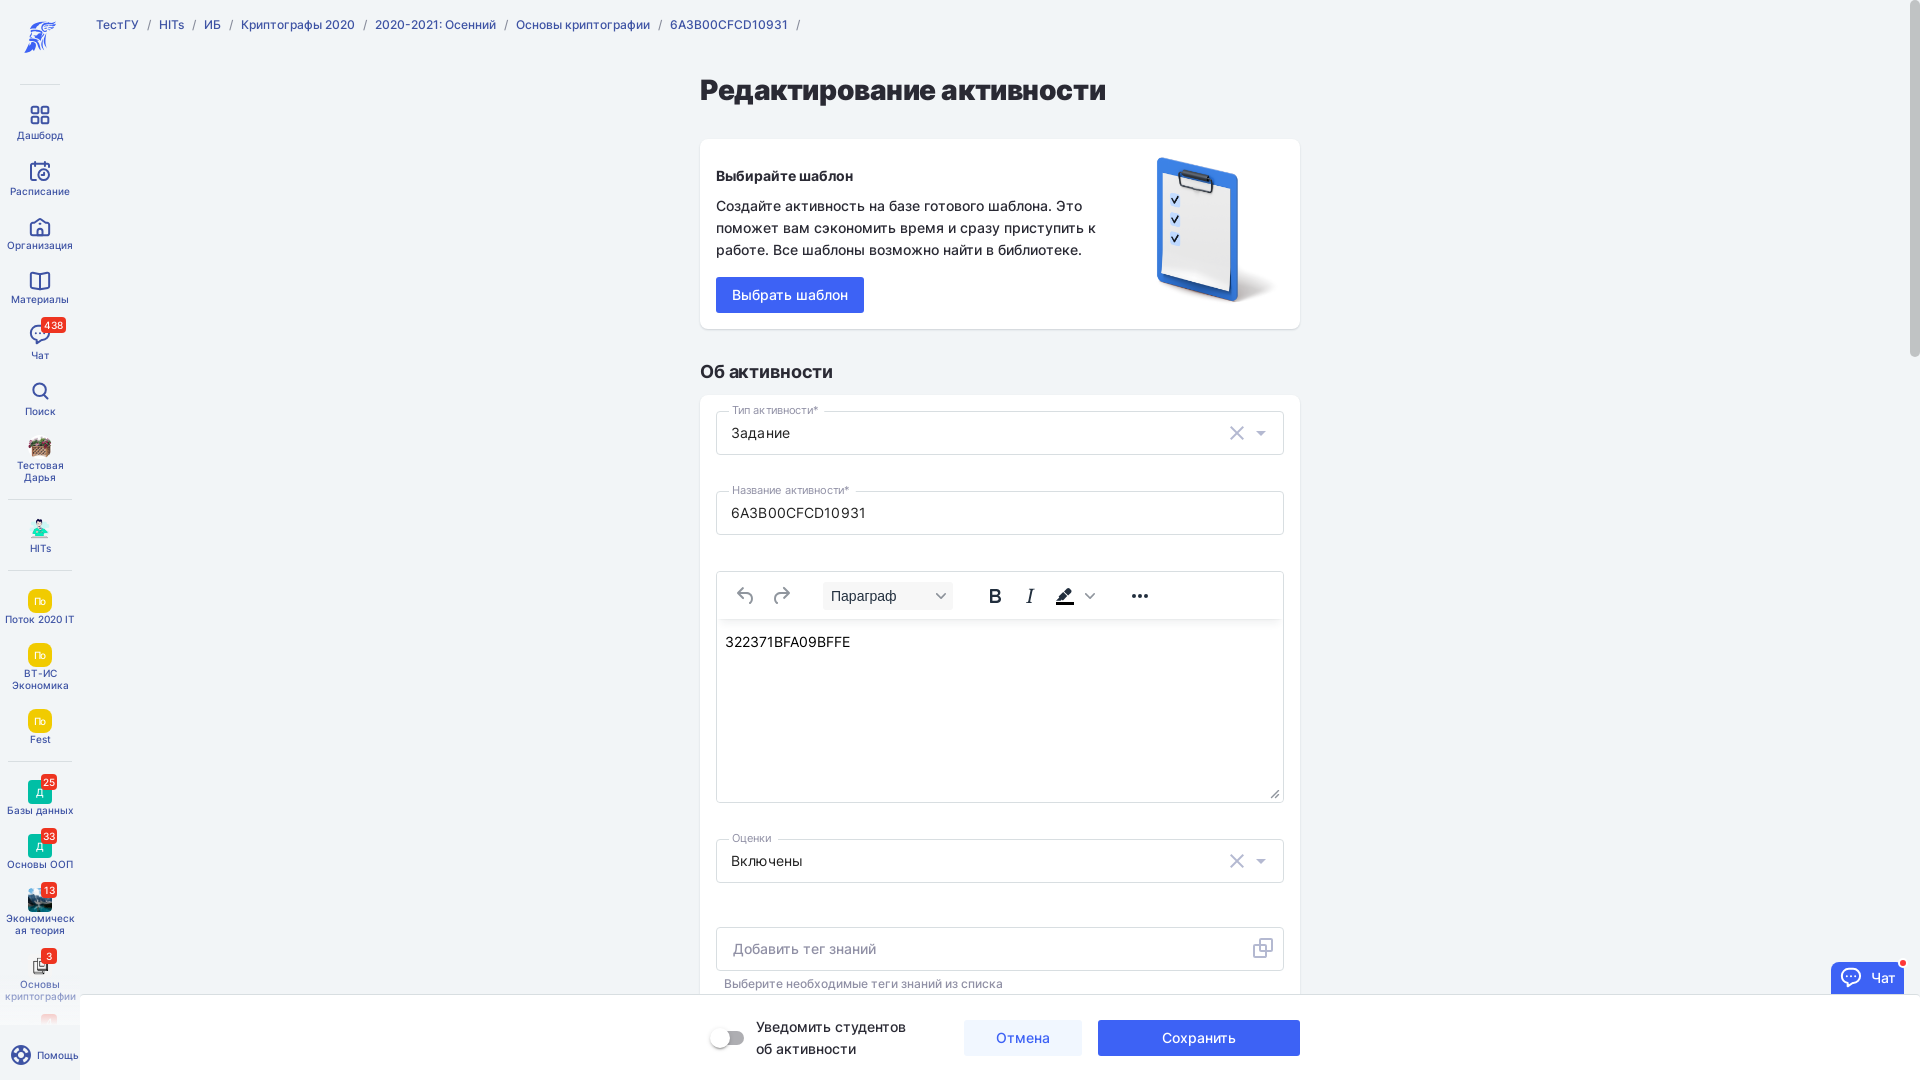 ТестГУ / HITs / ИБ / Криптографы 2020 / 2020-2021: Осенний / Основы криптографии / 6A3B00CFCD10931 /
Дашборд
Расписание
Организация
Материалы
438
Чат
Поиск
Тестовая
Дарья
HITs
По
Поток 2020 IT
По
ВТ-ИС
Экономика
По
Fest
25
Д
Базы данных
33
Д
Основы ООП
13
Экономическ
ая теория
3
Основы
криптографии
Помощь
Редактирование активности
Выбирайте шаблон
Создайте активность на базе готового шаблона. Это
поможет вам сэкономить время и сразу приступить к
работе. Все шаблоны возможно найти в библиотеке.
Выбрать шаблон
Об активности
Тип активности*
Задание
Название активности*
6A3B00CFCD10931
Параграф
322371BFA09BFFE
Оценки
Включены
Добавить тег знаний
Выберите необходимые теги знаний из списка
Чат
Уведомить студентов
об активности
Отмена
Сохранить